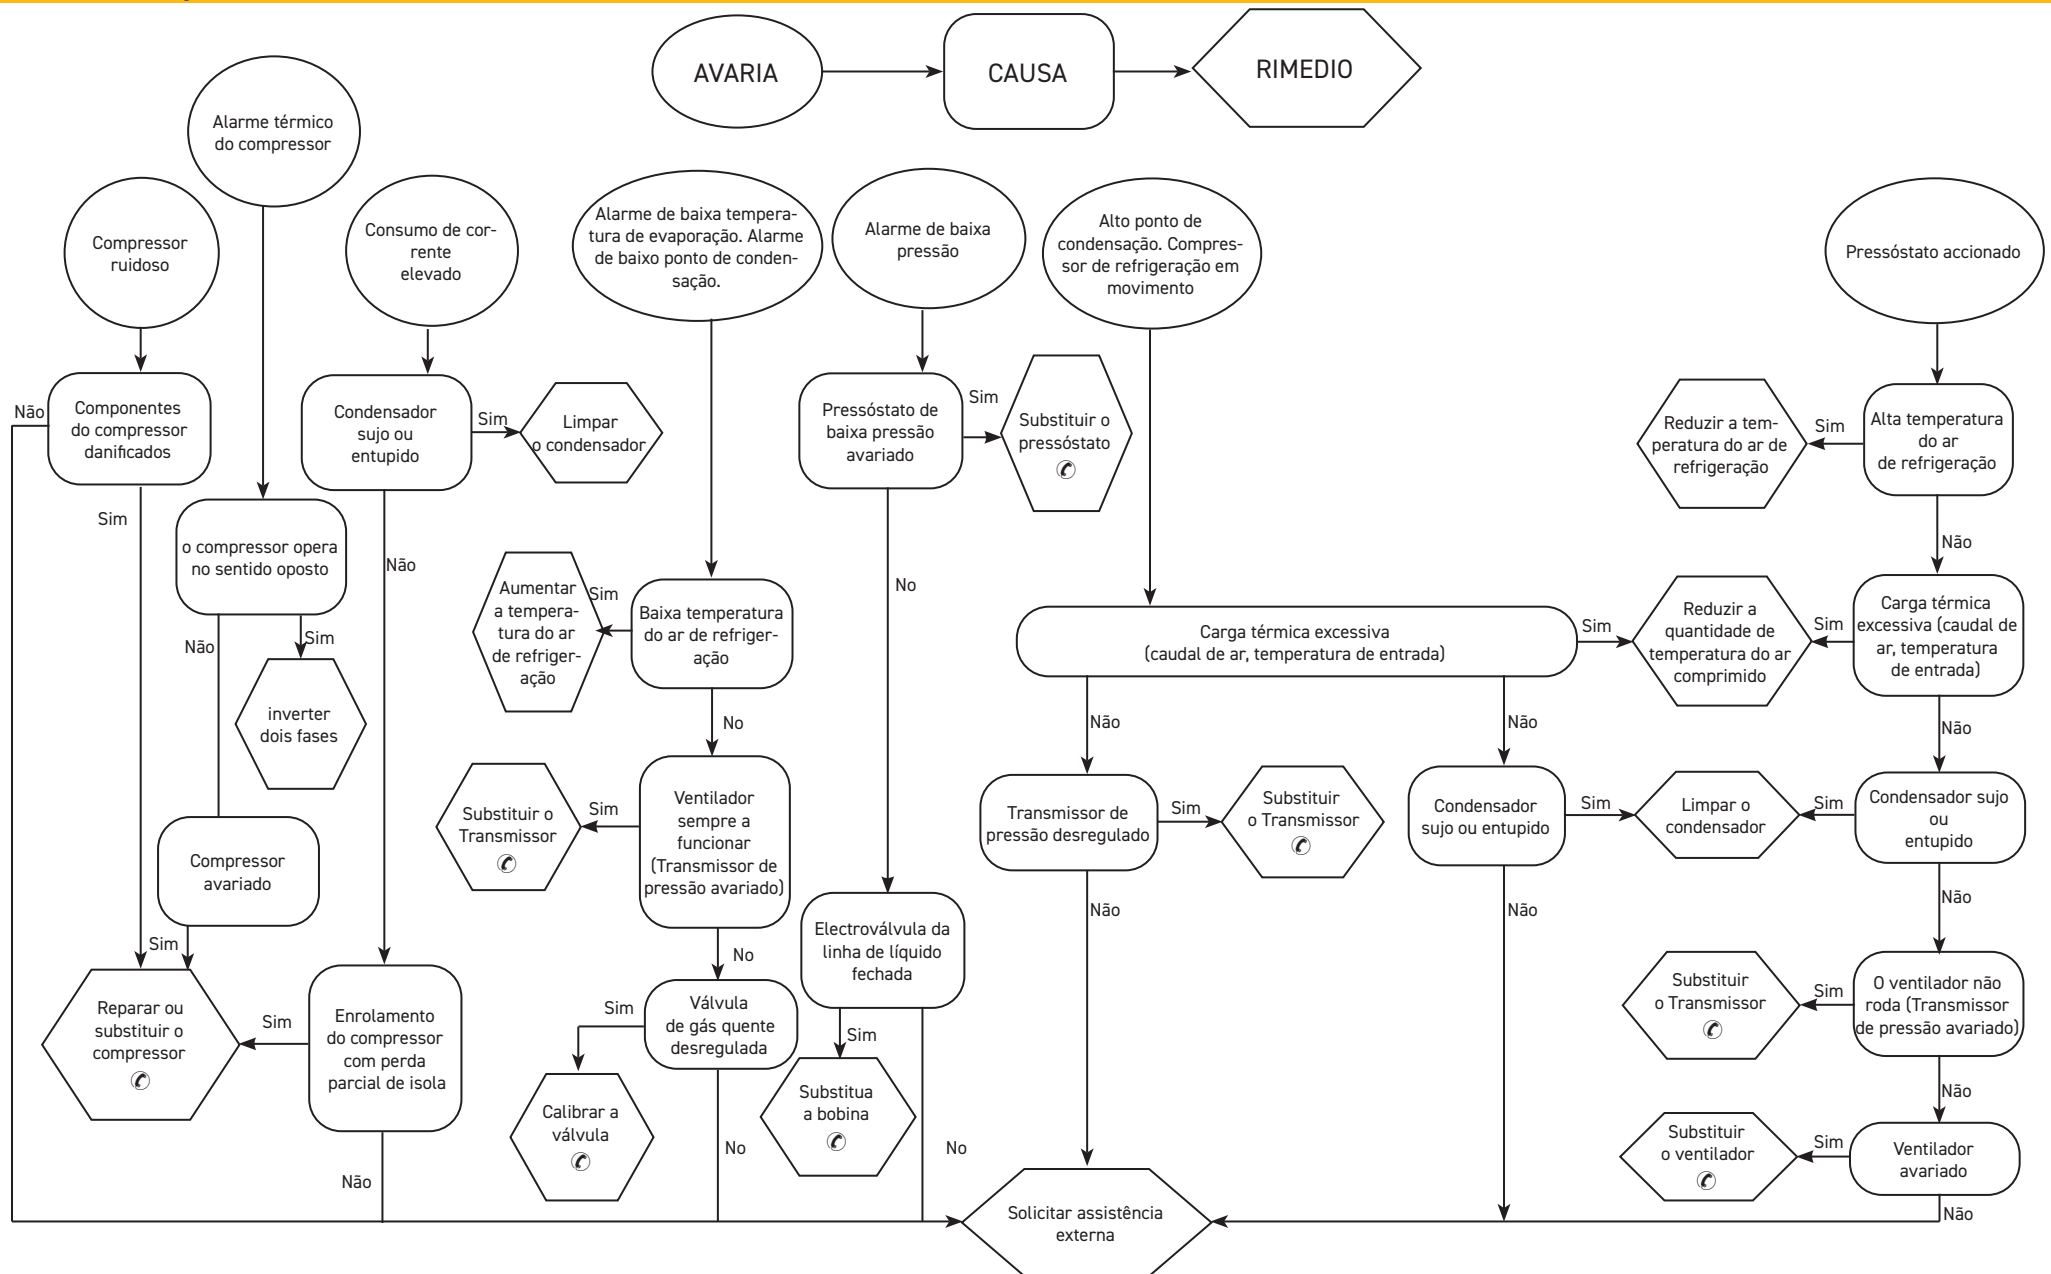 AVARIA
CAUSA
RIMEDIO
Alarme térmico
do compressor
Compressor
ruidoso
Consumo de cor-
rente
elevado
Alarme de baixa tempera-
tura de evaporação. Alarme
de baixo ponto de conden-
sação.
Alarme de baixa
pressão
Alto ponto de
condensação. Compres-
sor de refrigeração em
movimento
Pressóstato accionado
Não
Componentes
do compressor
danificados
Sim
Condensador
sujo ou
entupido
Sim
Limpar
o condensador
Pressóstato de
baixa pressão
avariado
Sim
Substituir o
pressóstato
Reduzir a tem-
peratura do ar de
refrigeração
Sim
Alta temperatura
do ar
de refrigeração
Não
o compressor opera
no sentido oposto
Não
Sim
inverter
dois fases
Não
Aumentar
a tempera-
tura do ar
de refriger-
ação
Sim
Baixa temperatura
do ar de refriger-
ação
No
No
Carga térmica excessiva
(caudal de ar, temperatura de entrada)
Sim
Reduzir a
quantidade de
temperatura do ar
comprimido
Sim
Carga térmica
excessiva (caudal de
ar, temperatura
de entrada)
Não
Não
Não
Compressor
avariado
Sim
Substituir o
Transmissor
Sim
Ventilador
sempre a
funcionar
(Transmissor de
pressão avariado)
No
Transmissor de
pressão desregulado
Sim
Substituir
o Transmissor
Condensador
sujo ou entupido
Sim
Limpar o
condensador
Sim
Condensador sujo
ou
entupido
Não
Não
Não
Reparar ou
substituir o
compressor
Sim
Enrolamento
do compressor
com perda
parcial de isola
Não
Sim
Válvula
de gás quente
desregulada
Calibrar a
válvula
No
Electroválvula da
linha de líquido
fechada
Sim
Substitua
a bobina
No
Substituir
o Transmissor
Sim
O ventilador não
roda (Transmissor
de pressão avariado)
Não
Substituir
o ventilador
Sim
Ventilador
avariado
Não
Solicitar assistência
externa